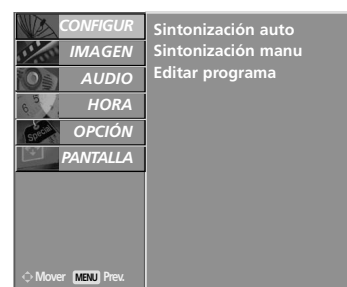 CONFIGUR
IMAGEN
AUDIO
HORA
OPCIÓN
PANTALLA
Sintonización auto
Sintonización manu
Editar programa
Mover MENU Prev.